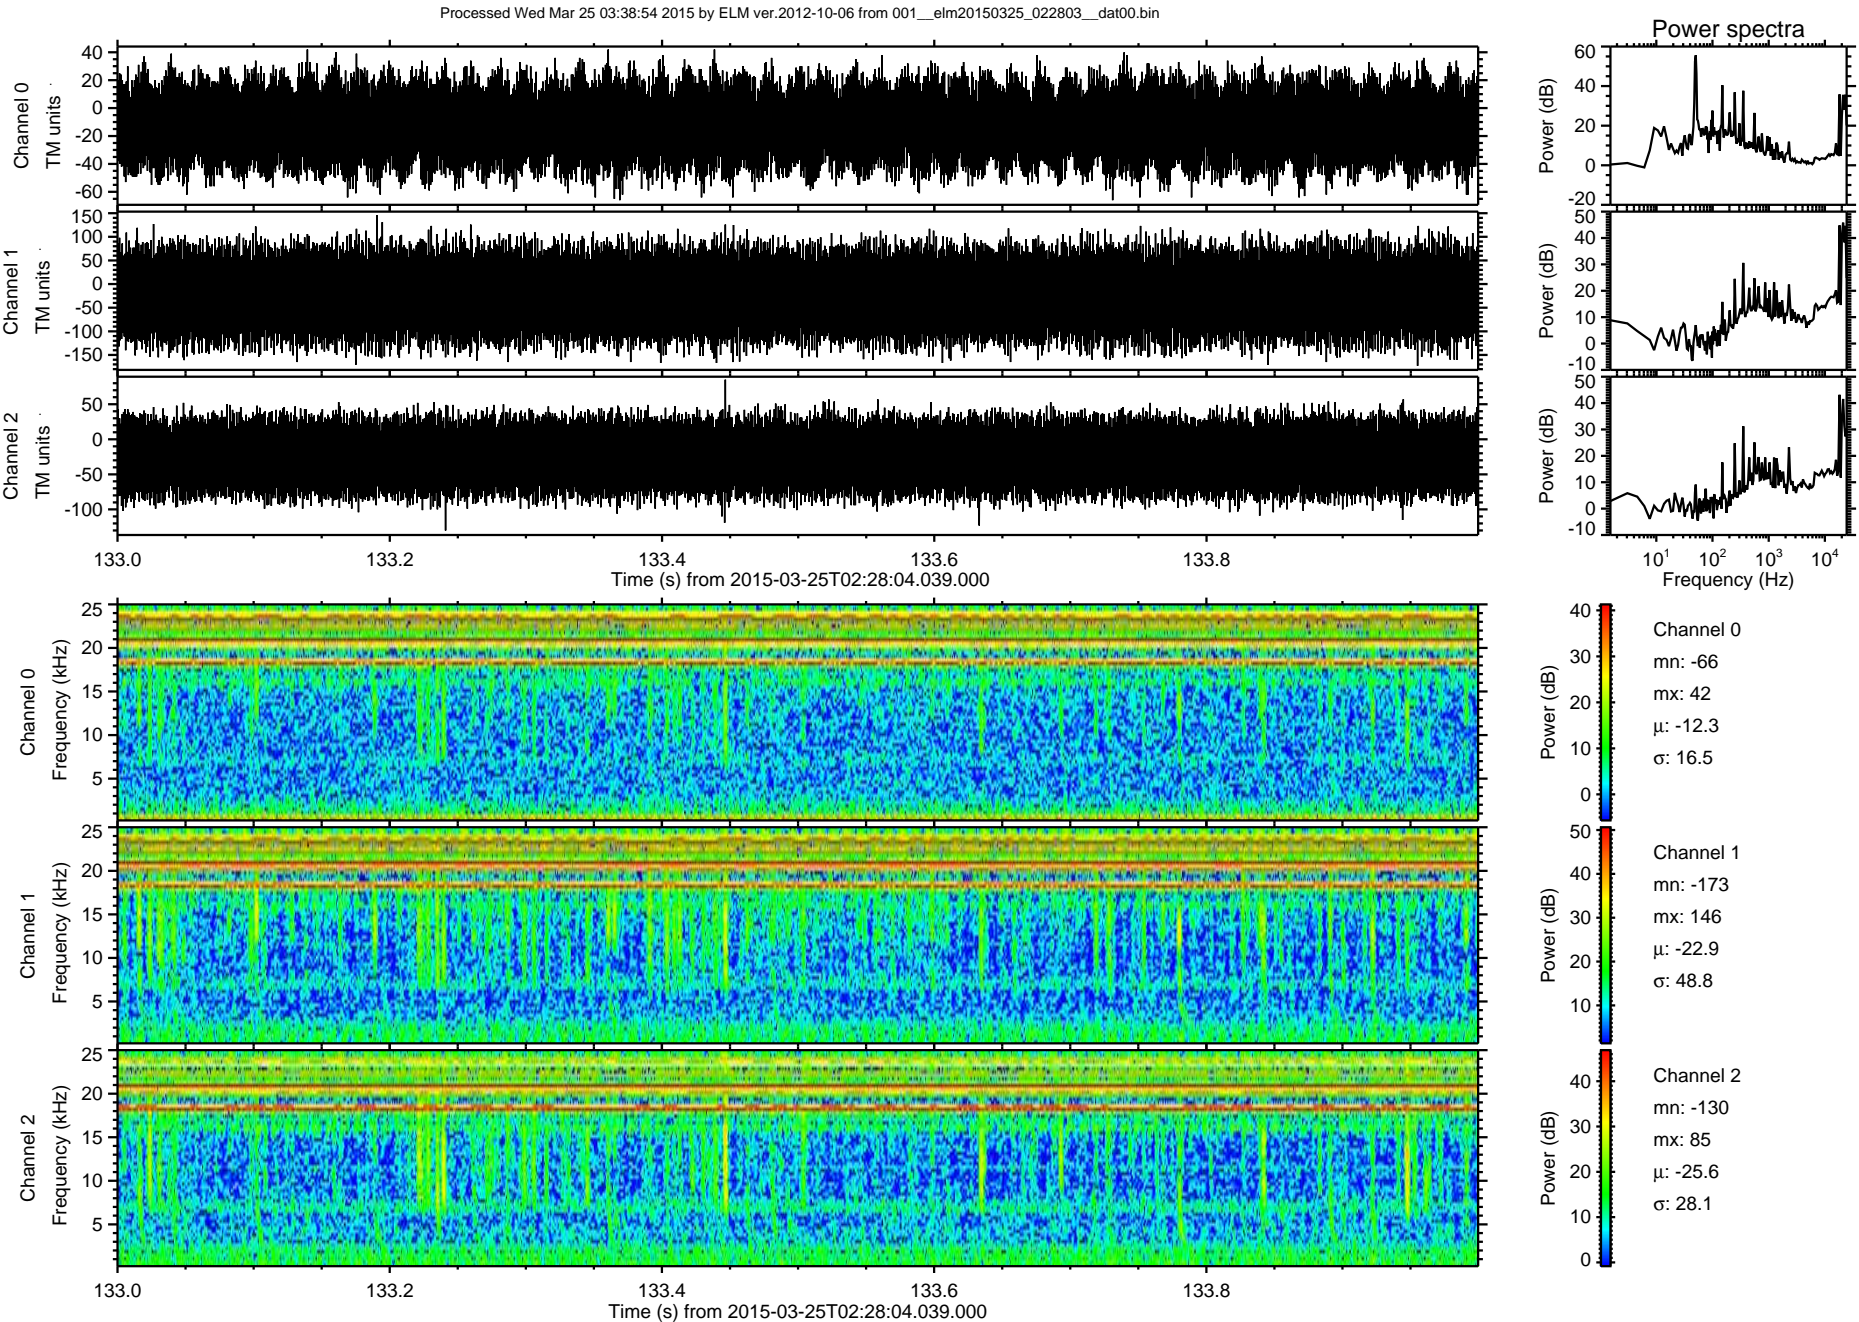 Processed Wed Mar 25 03:38:54 2015 by ELM ver.2012-10-06 from 001__elm20150325_022803__dat00.bin
Power spectra
Channel 0
TM units
40
20
0
-20
-40
-60
Power (dB)
60
40
20
0
-20
Channel 1
TM units
150
100
50
0
-50
-100
-150
Power (dB)
50
40
30
20
10
0
-10
Channel 2
TM units
50
0
-50
-100
Power (dB)
50
40
30
20
10
0
-10
133.0 133.2 133.4 133.6 133.8
Time (s) from 2015-03-25T02:28:04.039.000
10¹ 10² 10³ 10⁴
Frequency (Hz)
Channel 0
Frequency (kHz)
25
20
15
10
5
Power (dB)
40
30
20
10
0
Channel 0
mn: -66
mx: 42
μ: -12.3
σ: 16.5
Channel 1
Frequency (kHz)
25
20
15
10
5
Power (dB)
50
40
30
20
10
Channel 1
mn: -173
mx: 146
μ: -22.9
σ: 48.8
Channel 2
Frequency (kHz)
25
20
15
10
5
Power (dB)
40
30
20
10
0
Channel 2
mn: -130
mx: 85
μ: -25.6
σ: 28.1
133.0 133.2 133.4 133.6 133.8
Time (s) from 2015-03-25T02:28:04.039.000